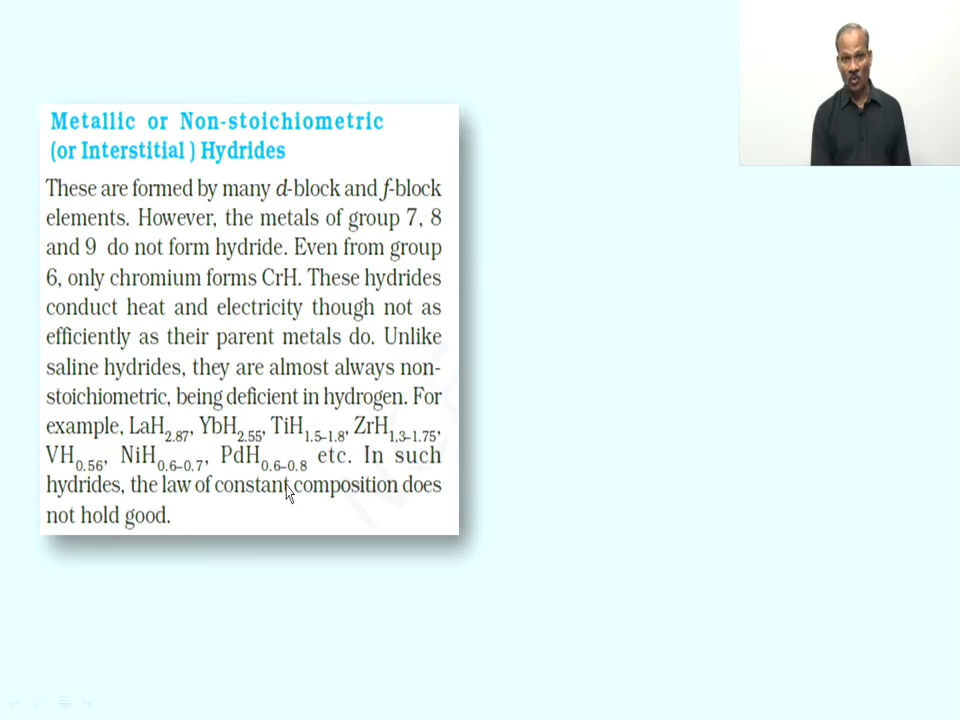 Metallic or Non-stoichiometric
(or Interstitial ) Hydrides
These are formed by many d-block and f-block
elements. However, the metals of group 7, 8
and 9 do not form hydride. Even from group
6, only chromium forms CrH. These hydrides
conduct heat and electricity though not as
efficiently as their parent metals do. Unlike
saline hydrides, they are almost always non-
stoichiometric, being deficient in hydrogen. For
example, LaH2.87, YbH2.55, TiH1.5–1.8, ZrH1.3–1.75,
VH0.56, NiH0.6–0.7, PdH0.6–0.8 etc. In such
hydrides, the law of constant composition does
not hold good.